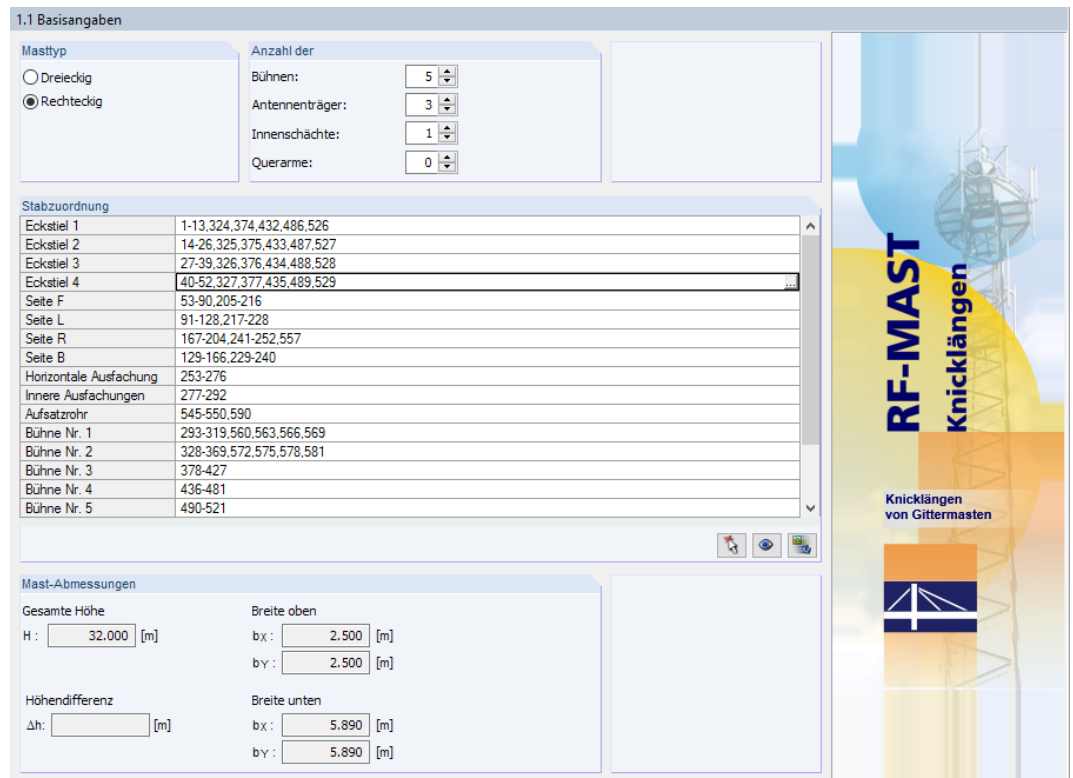 1.1 Basisangaben
Masttyp
Dreieckig
Rechteckig
Anzahl der
Bühnen: 5
Antennenträger: 3
Innenschächte: 1
Querarme: 0
Stabzuordnung
Eckstiel 1 1-13,324,374,432,486,526
Eckstiel 2 14-26,325,375,433,487,527
Eckstiel 3 27-39,326,376,434,488,528
Eckstiel 4 40-52,327,377,435,489,529 ...
Seite F 53-90,205-216
Seite L 91-128,217-228
Seite R 167-204,241-252,557
Seite B 129-166,229-240
Horizontale Ausfachung 253-276
Innere Ausfachungen 277-292
Aufsatzrohr 545-550,590
Bühne Nr. 1 293-319,560,563,566,569
Bühne Nr. 2 328-369,572,575,578,581
Bühne Nr. 3 378-427
Bühne Nr. 4 436-481
Bühne Nr. 5 490-521
Mast-Abmessungen
Gesamte Höhe
H : 32.000 [m]
Breite oben
bX : 2.500 [m]
bY : 2.500 [m]
Höhendifferenz
Δh: [m]
Breite unten
bX : 5.890 [m]
bY : 5.890 [m]
RF-MAST
Knicklängen
Knicklängen
von Gittermasten